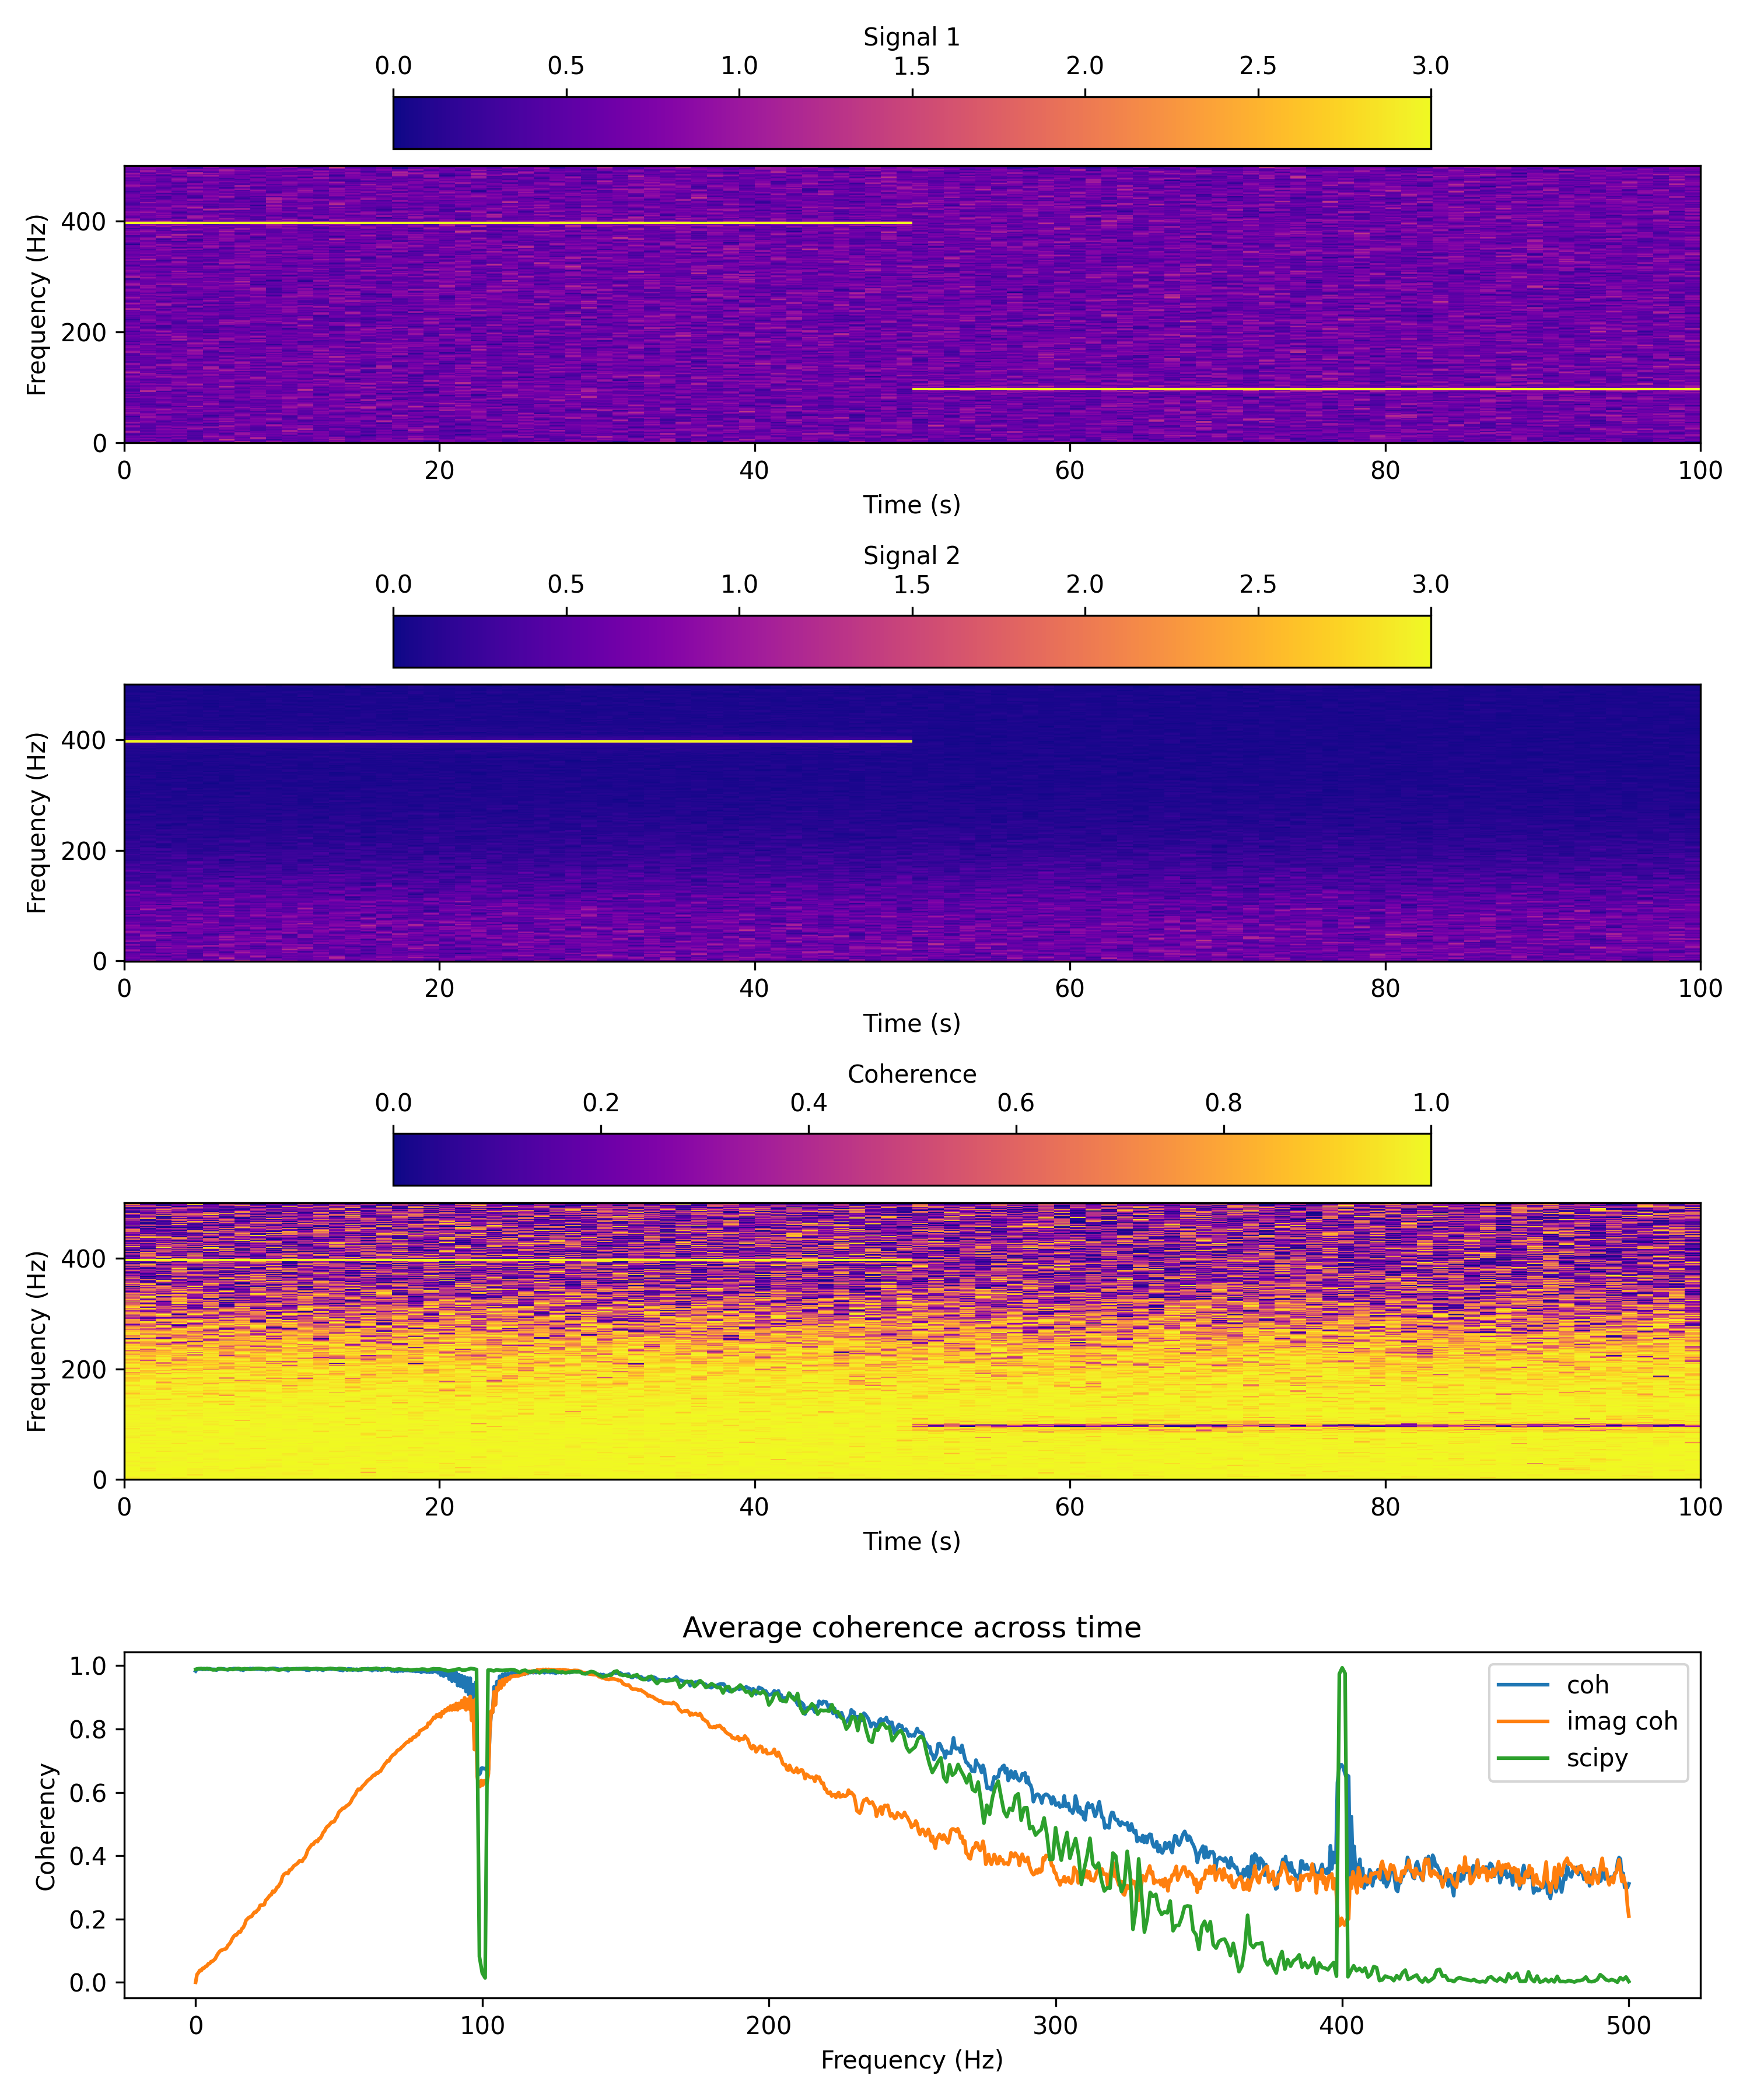 Signal 1
0.0 0.5 1.0 1.5 2.0 2.5 3.0
Frequency (Hz)
400
200
0
0 20 40 60 80 100
Time (s)
Signal 2
0.0 0.5 1.0 1.5 2.0 2.5 3.0
Frequency (Hz)
400
200
0
0 20 40 60 80 100
Time (s)
Coherence
0.0 0.2 0.4 0.6 0.8 1.0
Frequency (Hz)
400
200
0
0 20 40 60 80 100
Time (s)
Average coherence across time
Coherency
1.0
0.8
0.6
0.4
0.2
0.0
coh
imag coh
scipy
0 100 200 300 400 500
Frequency (Hz)